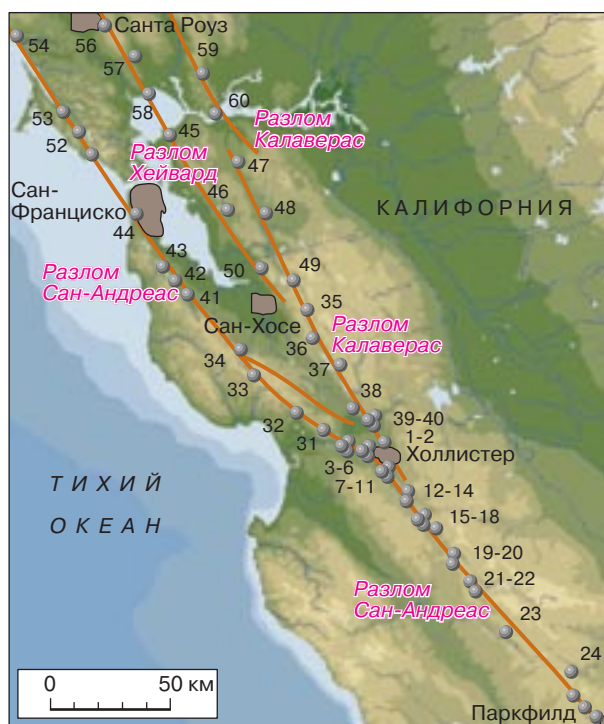 54
56
Санта Роуз
57
59
58
60
53
52
45
Разлом
Калаверас
Разлом
Хейвард
47
Сан-
Франциско
44
46
48
КАЛИФОРНИЯ
43
42
41
50
49
Разлом
Сан-Андреас
35
Сан-Хосе
36
Разлом
Калаверас
34
37
33
38
32
39-40
31
1-2
Холлистер
3-6
7-11
ТИХИЙ
ОКЕАН
12-14
15-18
19-20
21-22
Разлом
Сан-Андреас
23
24
0 50 км
Паркфилд